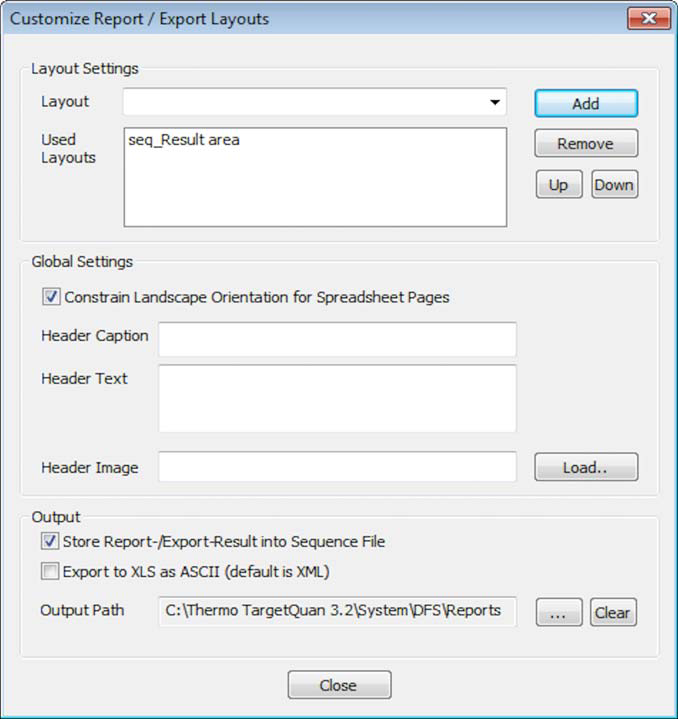 Customize Report / Export Layouts
Layout Settings
Layout
Add
Used
Layouts
seq_Result area
Remove
Up
Down
Global Settings
Constrain Landscape Orientation for Spreadsheet Pages
Header Caption
Header Text
Header Image
Load..
Output
Store Report-/Export-Result into Sequence File
Export to XLS as ASCII (default is XML)
Output Path
C:\Thermo TargetQuan 3.2\System\DFS\Reports
...
Clear
Close